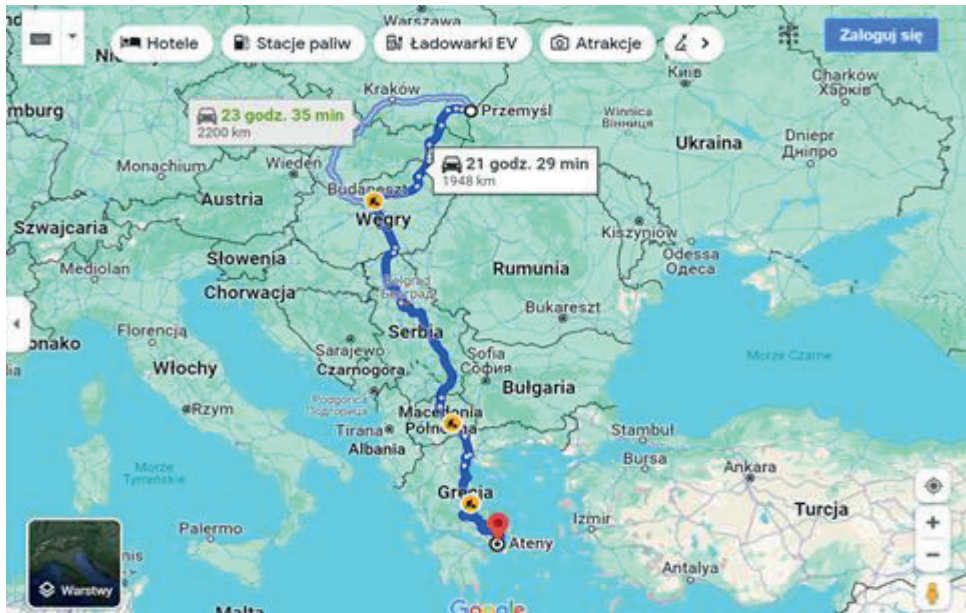 Warszawa
Hotele
Stacje paliw
Ładowarki EV
Atrakcje
Zaloguj się
Kraków
Київ
Charków
Харків
mburg
23 godz. 35 min
2200 km
Przemyśl
Winnica
Вінниця
Ukraina
Dniepr
Дніпро
Monachium
Wiedeń
21 godz. 29 min
1948 km
Austria
Budapeszt
Węgry
Szwajcaria
Kiszyniów
Odessa
Одеса
Mediolan
Słowenia
Rumunia
Chorwacja
Belgrad
Београд
Bukareszt
Florencja
onako
Serbia
Sarajewo
Czarnogóra
Sofia
София
Morze Czarne
Włochy
Bułgaria
Podgorica
Подгорица
Rzym
Macedonia
Północna
Tirana
Albania
Stambuł
Bursa
Ankara
Morze
Tyrreńskie
Grecja
Turcja
Palermo
Izmir
Ateny
Antalya
Warstwy
Malta
Google